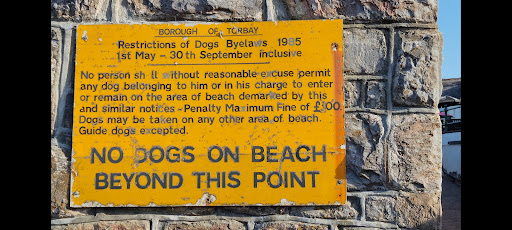 BOROUGH OF TORBAY
Restrictions of Dogs Byelaws 1985
1st May - 30th September inclusive
No person sh ll without reasonable excuse permit
any dog belonging to him or in his charge to enter
or remain on the area of beach demarked by this
and similar notices - Penalty Maximum Fine of
Dogs may be taken on any other area of beach.
Guide dogs excepted.
NO DOGS ON BEACH
BEYOND THIS POINT